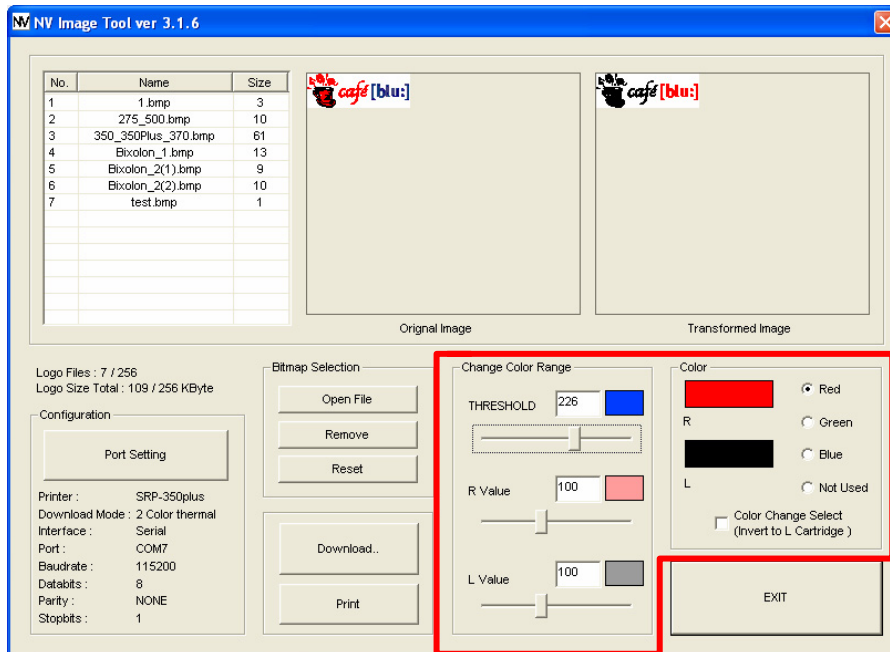 NV NV Image Tool ver 3.1.6
No. Name Size
1 1.bmp 3
2 275_500.bmp 10
3 350_350Plus_370.bmp 61
4 Bixolon_1.bmp 13
5 Bixolon_2(1).bmp 9
6 Bixolon_2(2).bmp 10
7 test.bmp 1
café [blu:]
café [blu:]
Orignal Image
Transformed Image
Logo Files : 7 / 256
Logo Size Total : 109 / 256 KByte
Configuration
Port Setting
Printer : SRP-350plus
Download Mode : 2 Color thermal
Interface : Serial
Port : COM7
Baudrate : 115200
Databits : 8
Parity : NONE
Stopbits : 1
Bitmap Selection
Open File
Remove
Reset
Download..
Print
Change Color Range
THRESHOLD 226
R Value 100
L Value 100
Color
R
L
Red
Green
Blue
Not Used
Color Change Select
(Invert to L Cartridge )
EXIT